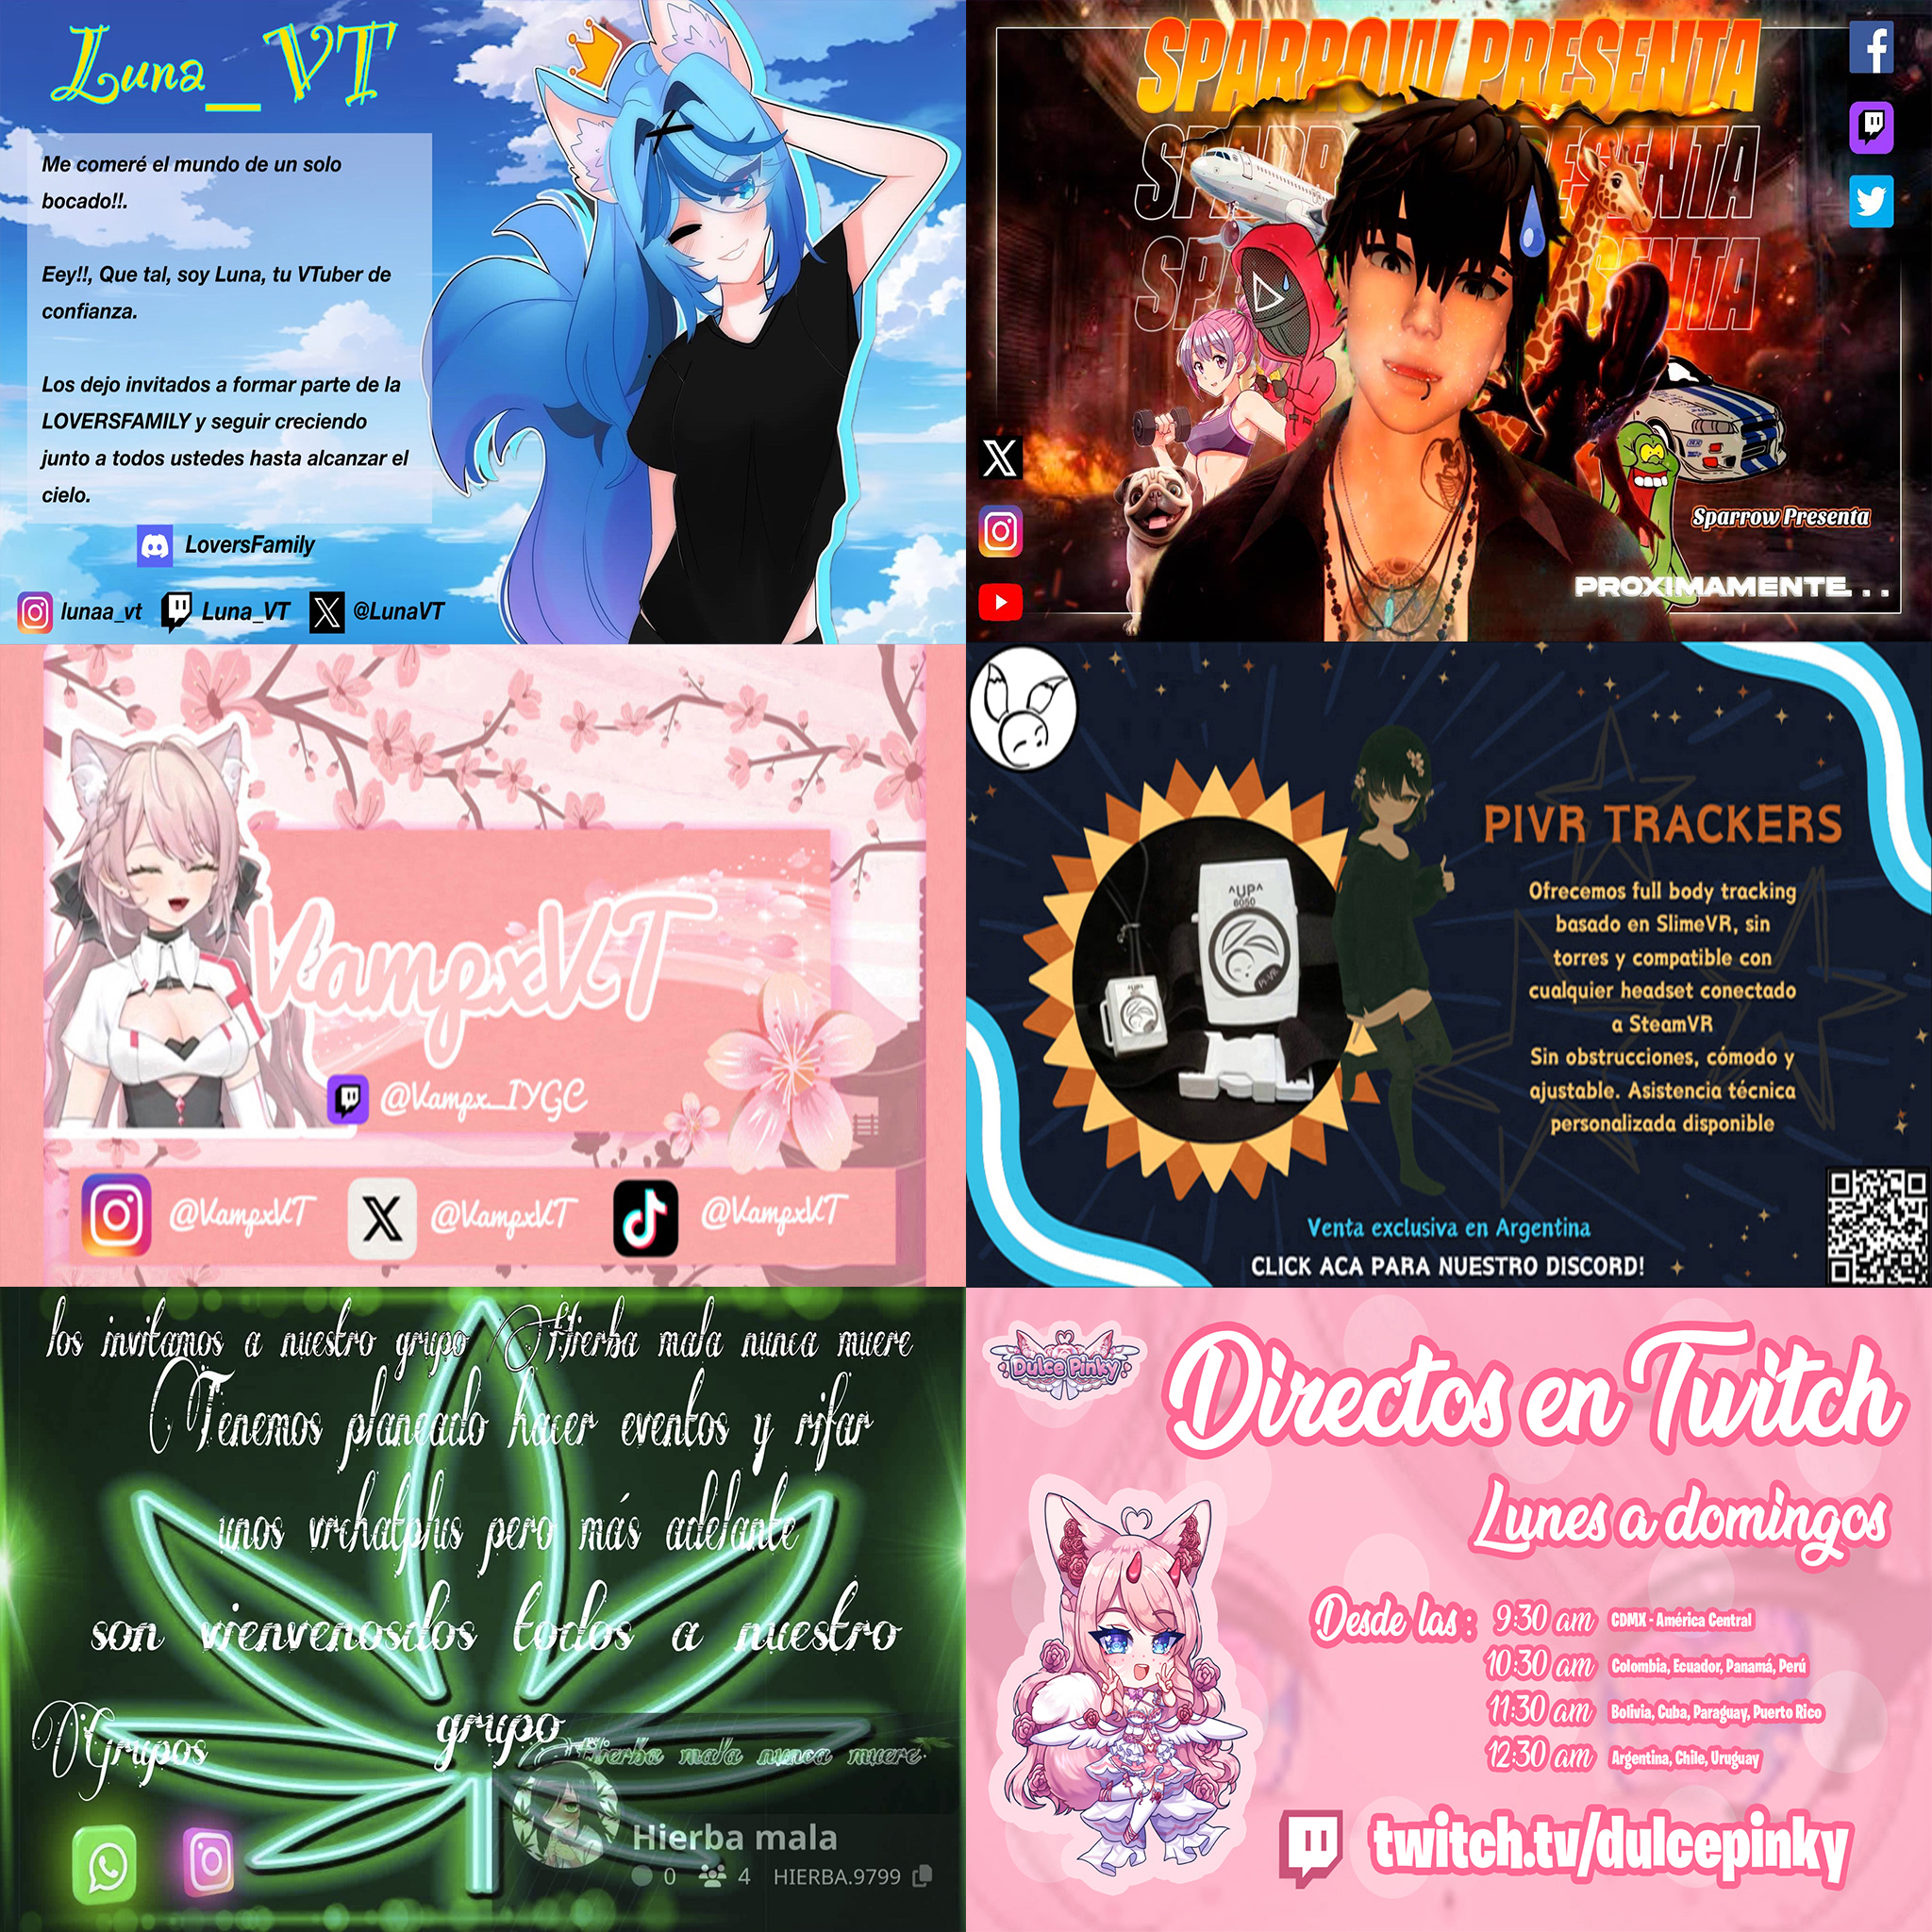 Luna_VT
Me comeré el mundo de un solo
bocado!!.
Eey!!, Que tal, soy Luna, tu VTuber de
confianza.
Los dejo invitados a formar parte de la
LOVERSFAMILY y seguir creciendo
junto a todos ustedes hasta alcanzar el
cielo.
LoversFamily
lunaa_vt
Luna_VT
@LunaVT
SPARROW PRESENTA
SPARROW PRESENTA
SPARROW PRESENTA
Sparrow Presenta
PROXIMAMENTE...
VampxVT
@Vampx_IYGC
@VampxVT
@VampxVT
@VampxVT
PIVR TRACKERS
^UP^
6050
PI-VR
Ofrecemos full body tracking
basado en SlimeVR, sin
torres y compatible con
cualquier headset conectado
a SteamVR
Sin obstrucciones, cómodo y
ajustable. Asistencia técnica
personalizada disponible
Venta exclusiva en Argentina
CLICK ACA PARA NUESTRO DISCORD!
los invitamos a nuestro grupo Hierba mala nunca muere
Tenemos planeado hacer eventos y rifar
unos vrchatplus pero más adelante
son vienvenosdos todos a nuestro
grupo
Grupos
Hierba mala nunca muere
Hierba mala
0 4 HIERBA.9799
Dulce Pinky
Directos en Twitch
Lunes a domingos
Desde las: 9:30 am CDMX - América Central
10:30 am Colombia, Ecuador, Panamá, Perú
11:30 am Bolivia, Cuba, Paraguay, Puerto Rico
12:30 am Argentina, Chile, Uruguay
twitch.tv/dulcepinky